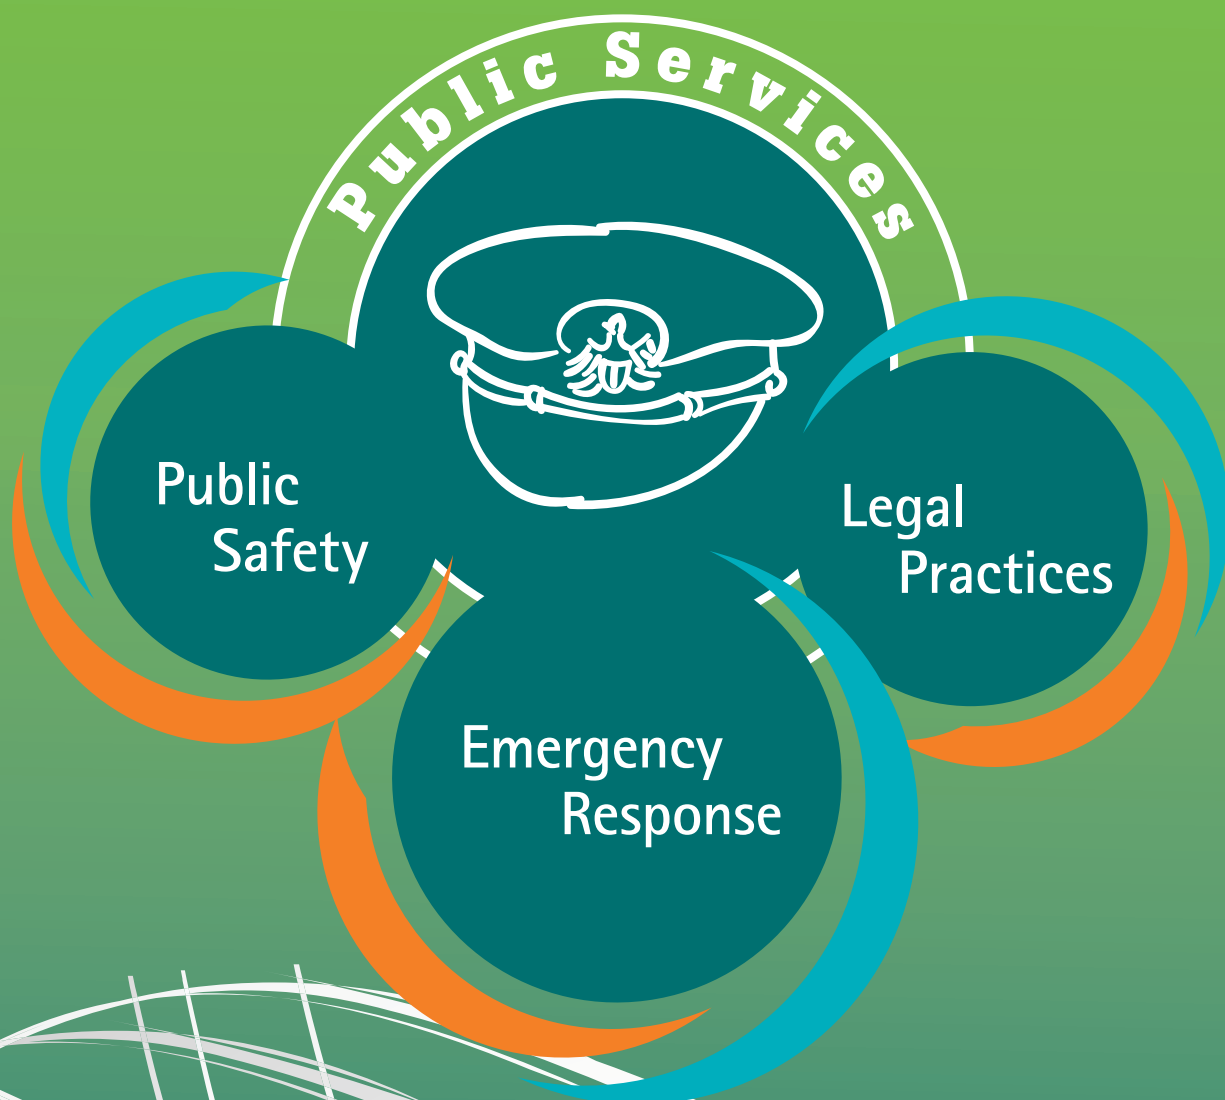 Public Services
Public
Safety
Legal
Practices
Emergency
Response